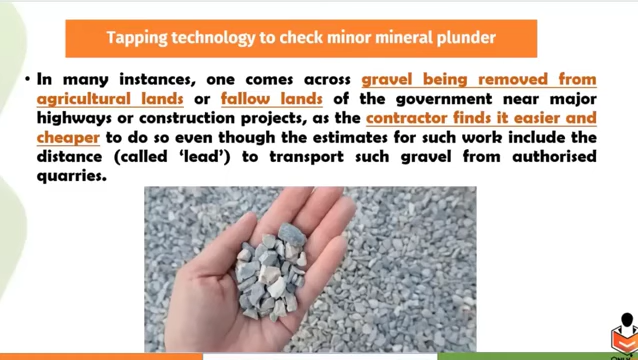 Tapping technology to check minor mineral plunder
• In many instances, one comes across gravel being removed from
agricultural lands or fallow lands of the government near major
highways or construction projects, as the contractor finds it easier and
cheaper to do so even though the estimates for such work include the
distance (called ‘lead’) to transport such gravel from authorised
quarries.